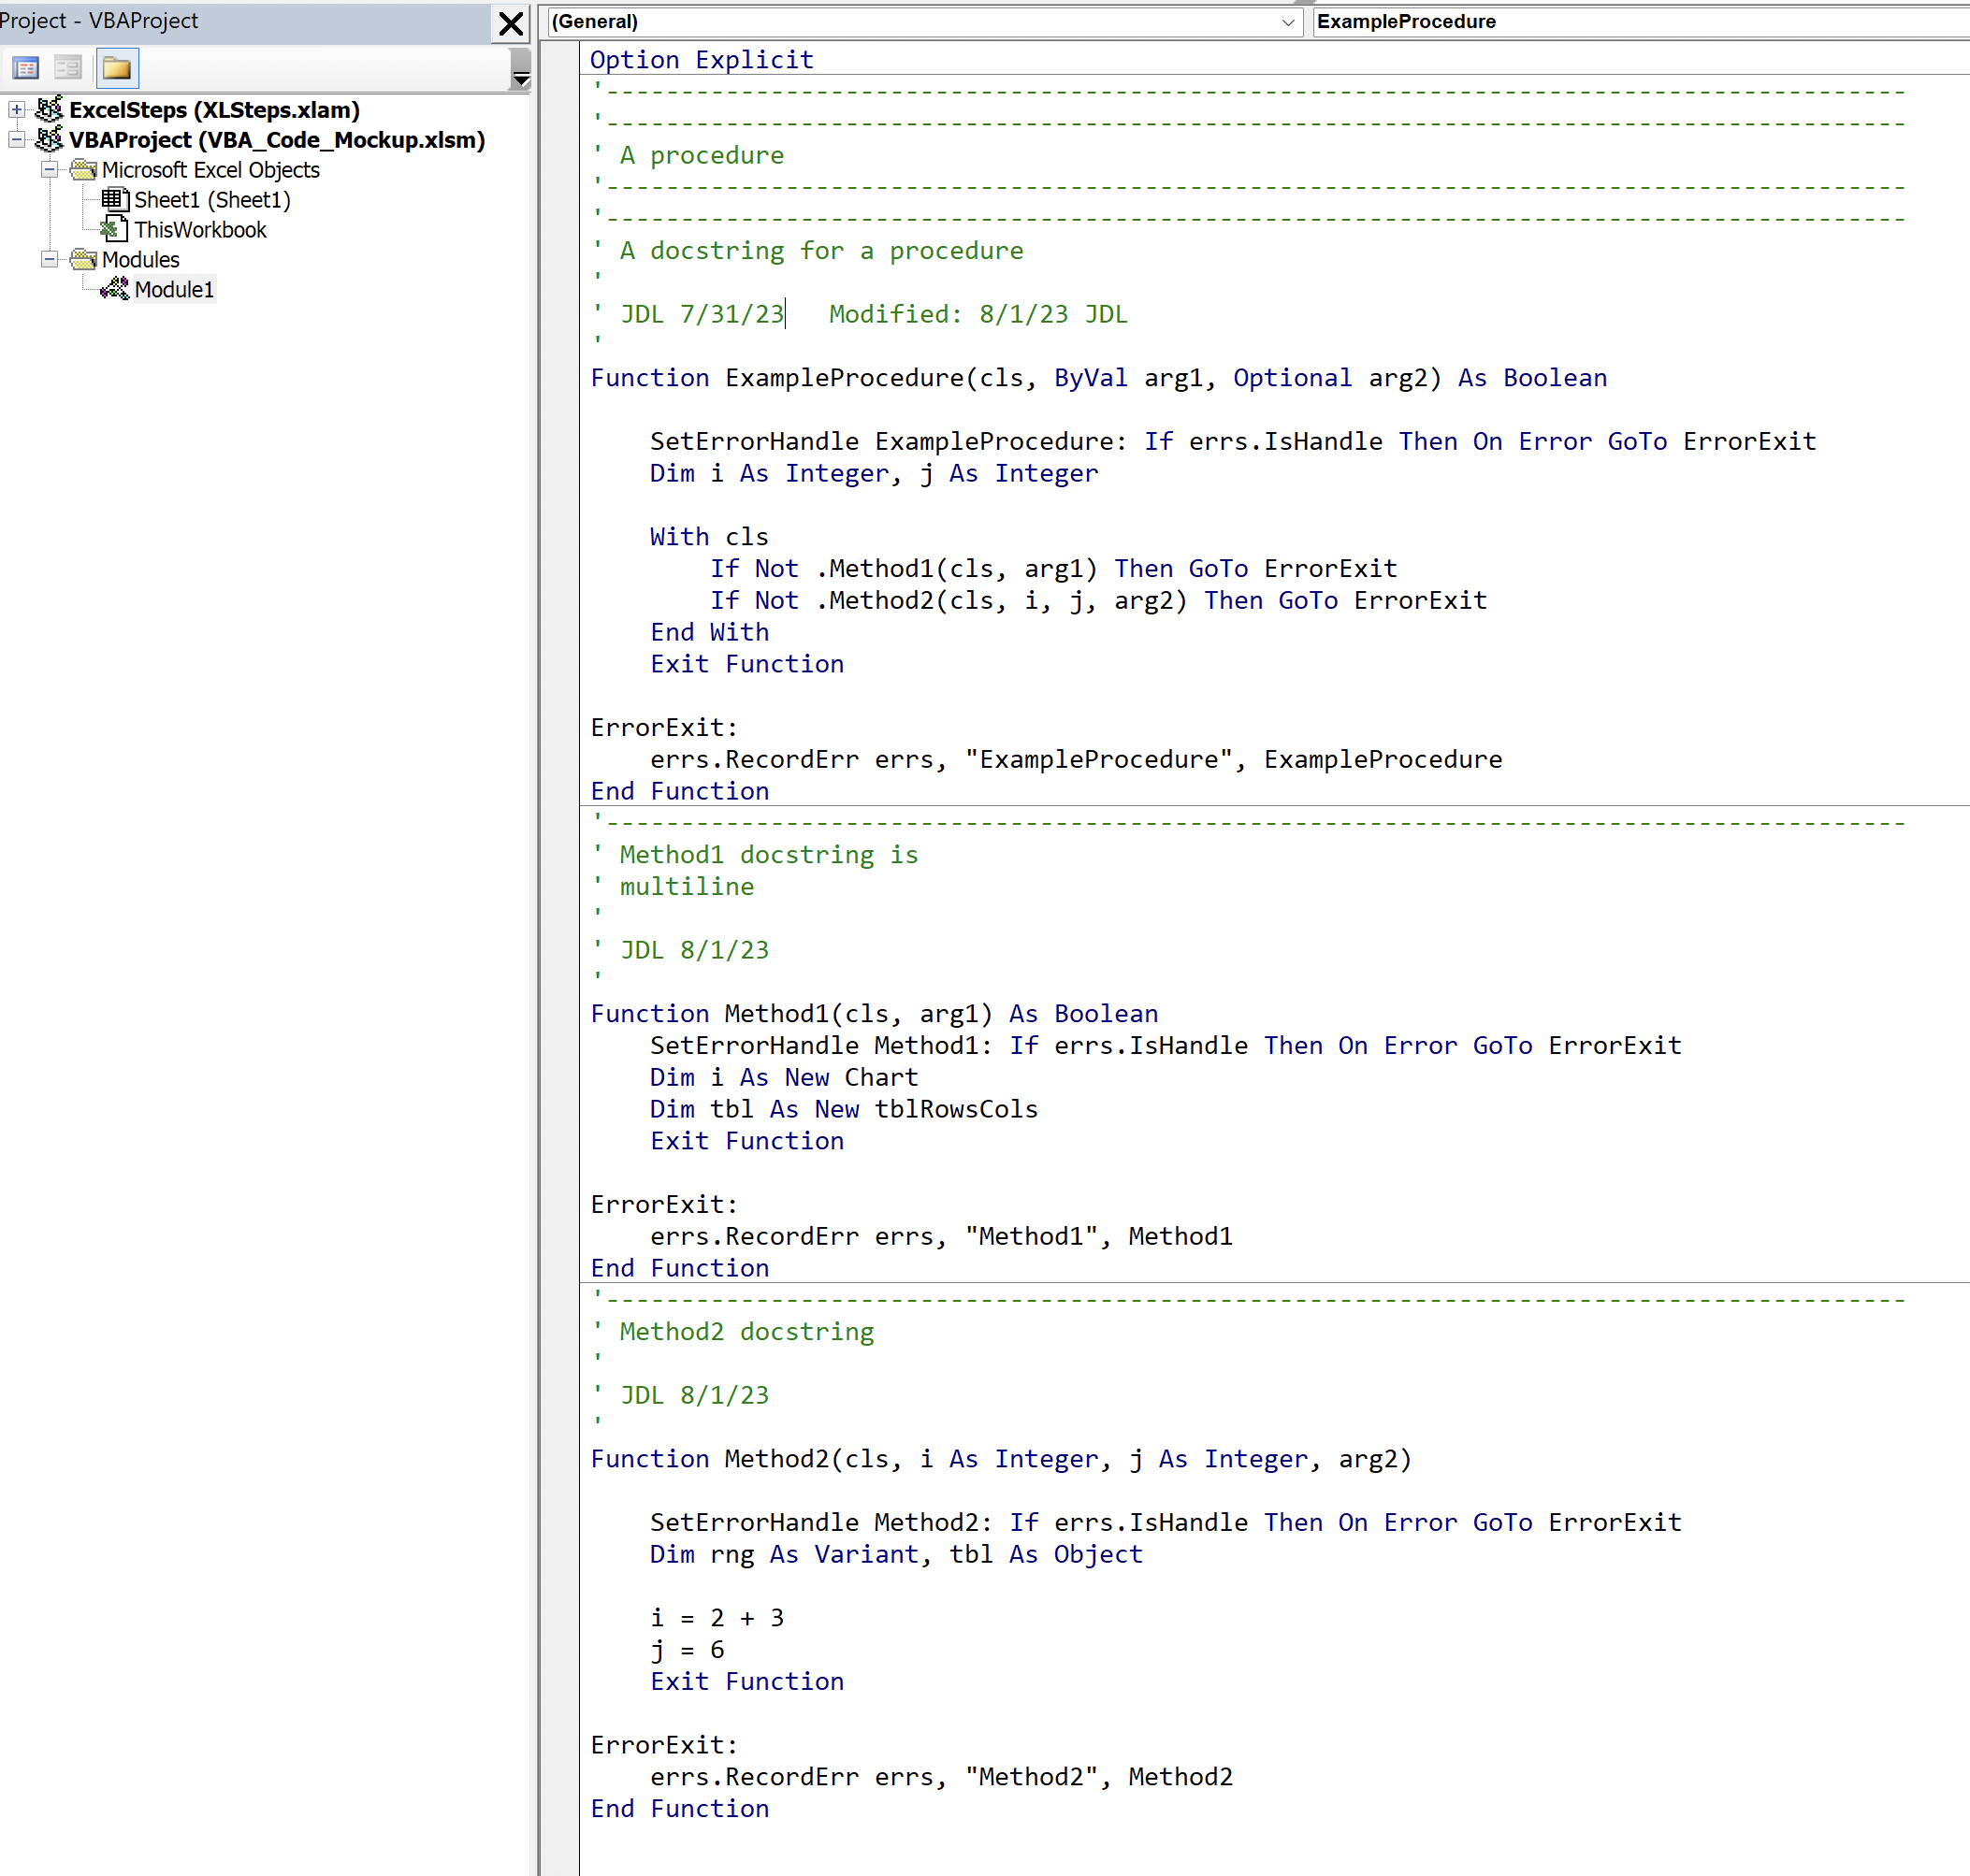 Project - VBAProject
ExcelSteps (XLSteps.xlam)
VBAProject (VBA_Code_Mockup.xlsm)
Microsoft Excel Objects
Sheet1 (Sheet1)
ThisWorkbook
Modules
Module1
(General)
ExampleProcedure
Option Explicit
'---------------------------------------------------------------------------------------
'---------------------------------------------------------------------------------------
' A procedure
'---------------------------------------------------------------------------------------
'---------------------------------------------------------------------------------------
' A docstring for a procedure
'
' JDL 7/31/23   Modified: 8/1/23 JDL
'
Function ExampleProcedure(cls, ByVal arg1, Optional arg2) As Boolean
    SetErrorHandle ExampleProcedure: If errs.IsHandle Then On Error GoTo ErrorExit
    Dim i As Integer, j As Integer
    With cls
        If Not .Method1(cls, arg1) Then GoTo ErrorExit
        If Not .Method2(cls, i, j, arg2) Then GoTo ErrorExit
    End With
    Exit Function
ErrorExit:
    errs.RecordErr errs, "ExampleProcedure", ExampleProcedure
End Function
'---------------------------------------------------------------------------------------
' Method1 docstring is
' multiline
'
' JDL 8/1/23
'
Function Method1(cls, arg1) As Boolean
    SetErrorHandle Method1: If errs.IsHandle Then On Error GoTo ErrorExit
    Dim i As New Chart
    Dim tbl As New tblRowsCols
    Exit Function
ErrorExit:
    errs.RecordErr errs, "Method1", Method1
End Function
'---------------------------------------------------------------------------------------
' Method2 docstring
'
' JDL 8/1/23
'
Function Method2(cls, i As Integer, j As Integer, arg2)
    SetErrorHandle Method2: If errs.IsHandle Then On Error GoTo ErrorExit
    Dim rng As Variant, tbl As Object
    i = 2 + 3
    j = 6
    Exit Function
ErrorExit:
    errs.RecordErr errs, "Method2", Method2
End Function